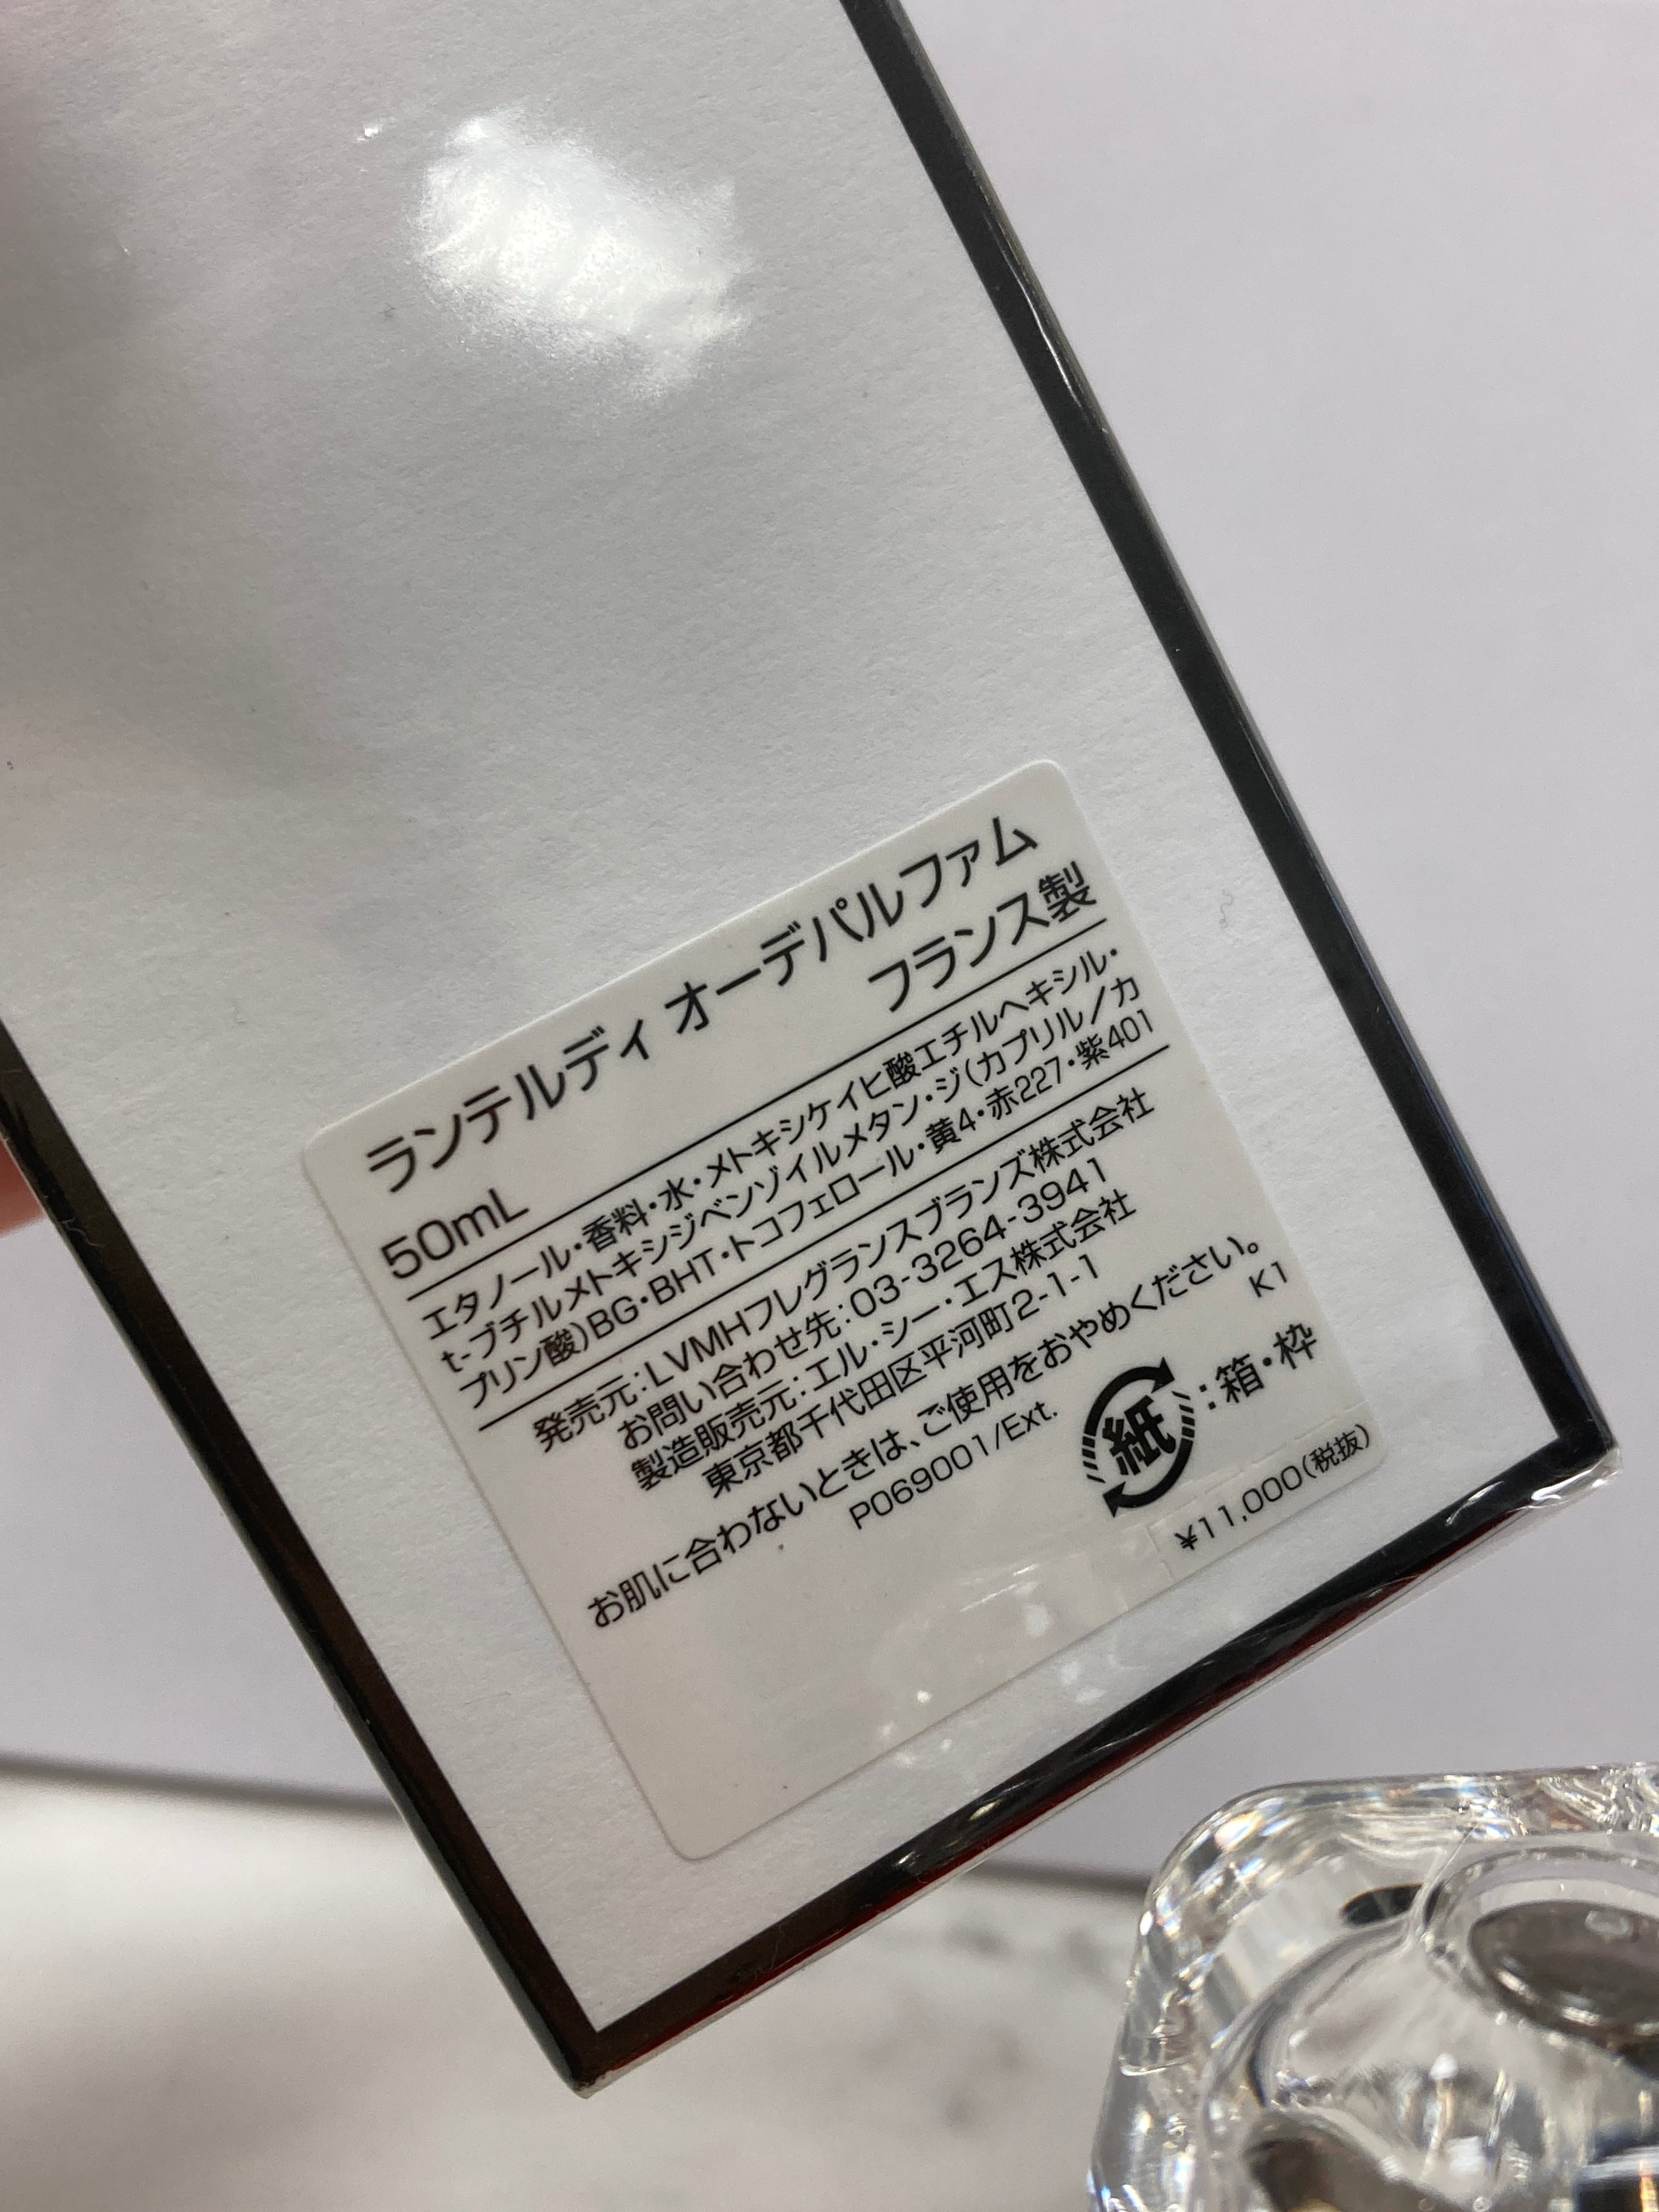 ランテルディ オーデパルファム
50mL
フランス製
エタノール・香料・水・メトキシケイヒ酸エチルヘキシル・
t-ブチルメトキシジベンゾイルメタン・ジ(カプリル/カ
プリン酸)BG・BHT・トコフェロール・黄4・赤227・紫401
発売元:LVMHフレグランスブランズ株式会社
お問い合わせ先:03-3264-3941
製造販売元:エル・シー・エス株式会社
東京都千代田区平河町2-1-1
お肌に合わないときは、ご使用をおやめください。
P069001/Ext.
K1
紙:箱・枠
¥11,000(税抜)